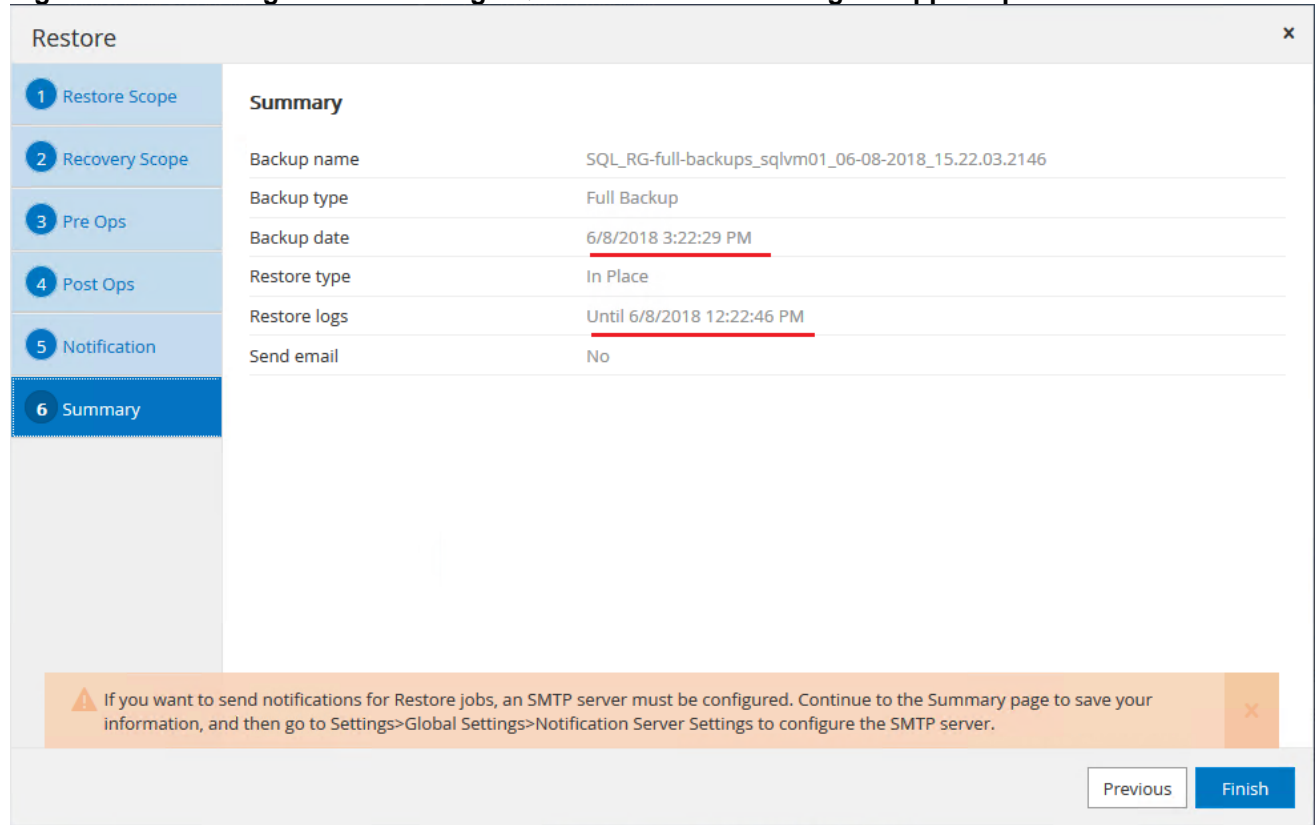 Restore
×
1 Restore Scope
2 Recovery Scope
3 Pre Ops
4 Post Ops
5 Notification
6 Summary
Summary
Backup name SQL_RG-full-backups_sqlvm01_06-08-2018_15.22.03.2146
Backup type Full Backup
Backup date 6/8/2018 3:22:29 PM
Restore type In Place
Restore logs Until 6/8/2018 12:22:46 PM
Send email No
If you want to send notifications for Restore jobs, an SMTP server must be configured. Continue to the Summary page to save your
information, and then go to Settings>Global Settings>Notification Server Settings to configure the SMTP server.
×
Previous Finish